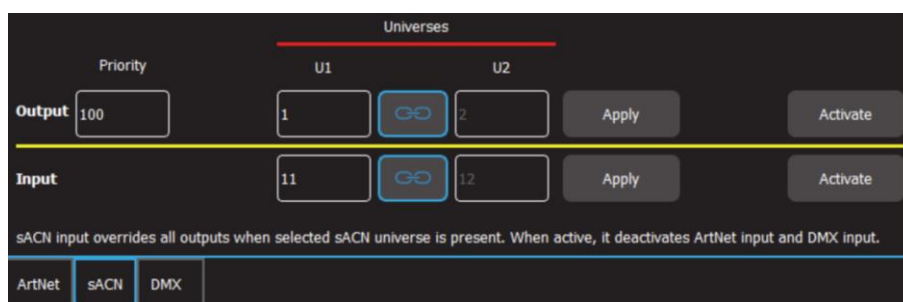 Universes
Priority U1 U2
Output 100 1 2 Apply Activate
Input 11 12 Apply Activate
sACN input overrides all outputs when selected sACN universe is present. When active, it deactivates ArtNet input and DMX input.
ArtNet sACN DMX